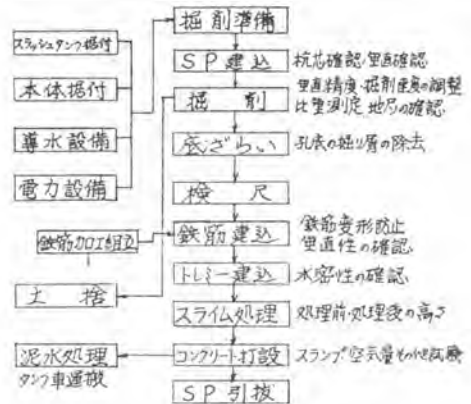 掘削準備
スラッシュタンク据付
SP建込
杭芯確認・垂直確認
本体据付
掘削
垂直精度・掘削速度の調整
比重測定 地尺の確認
導水設備
底ざらい
孔底の掘り屑の除去
電力設備
検尺
鉄筋加工組立
鉄筋建込
鉄筋変形防止
垂直性の確認
トレミー建込
水密性の確認
土捨
スライム処理
処理前・処理後の高さ
泥水処理
コンクリート打設
スランプ空気量その他試験
タンク車運搬
SP引抜